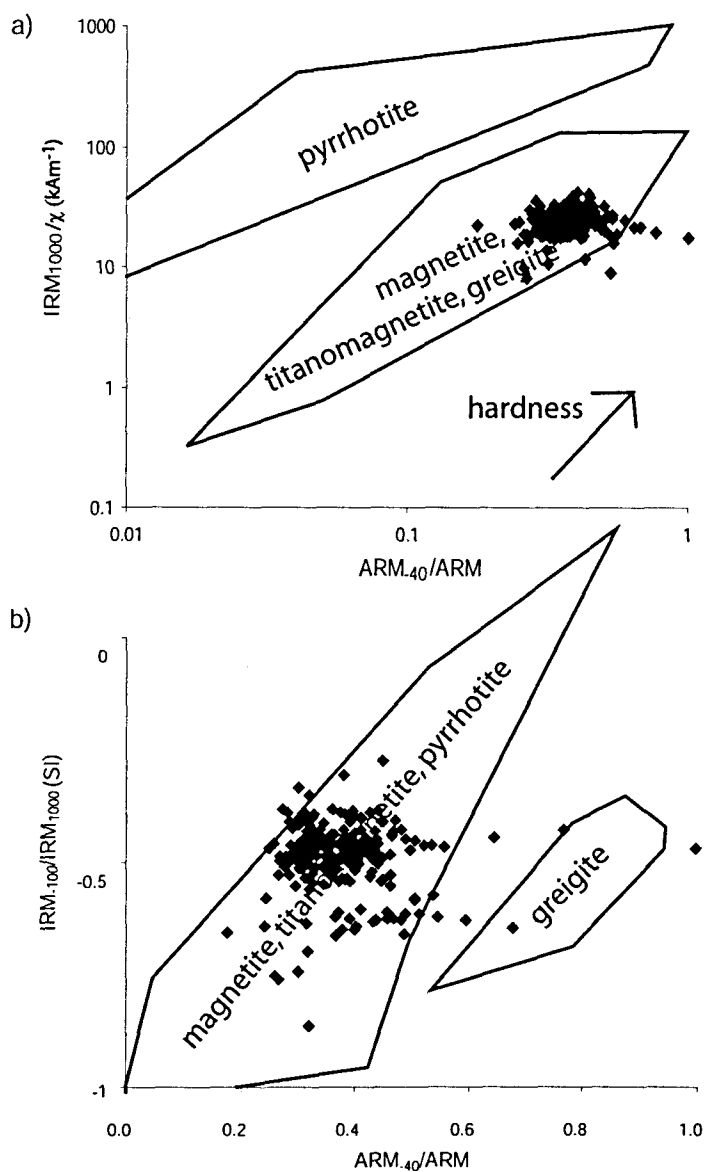 a)
1000
100
10
1
0.1
IRM1000/χ (kAm-1)
pyrrhotite
magnetite,
titanomagnetite, greigite
hardness
0.01
0.1
1
ARM-40/ARM
b)
0
-0.5
-1
IRM-100/IRM1000 (SI)
magnetite, titan etite, pyrrhotite
greigite
0.0
0.2
0.4
0.6
0.8
1.0
ARM-40/ARM